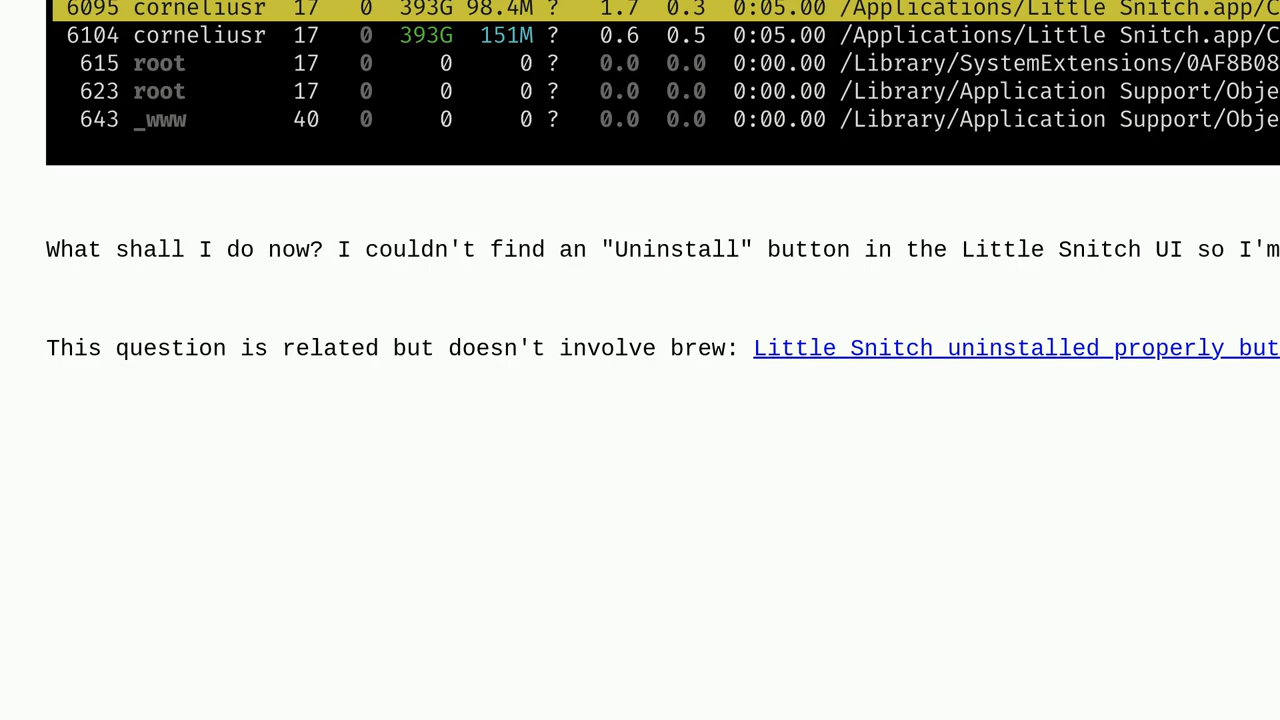 6095 corneliusr 17 0 393G 98.4M ? 1.7 0.3 0:05.00 /Applications/Little Snitch.app/C
6104 corneliusr 17 0 393G 151M ? 0.6 0.5 0:05.00 /Applications/Little Snitch.app/C
615 root 17 0 0 0 ? 0.0 0.0 0:00.00 /Library/SystemExtensions/0AF8B08
623 root 17 0 0 0 ? 0.0 0.0 0:00.00 /Library/Application Support/Obje
643 _www 40 0 0 0 ? 0.0 0.0 0:00.00 /Library/Application Support/Obje
What shall I do now? I couldn't find an "Uninstall" button in the Little Snitch UI so I'm
This question is related but doesn't involve brew: Little Snitch uninstalled properly but